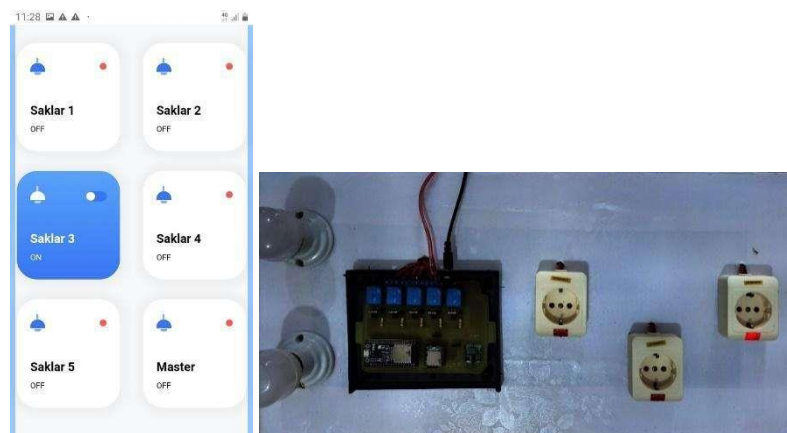 11:28
Saklar 1
OFF
Saklar 2
OFF
Saklar 3
ON
Saklar 4
OFF
Saklar 5
OFF
Master
OFF